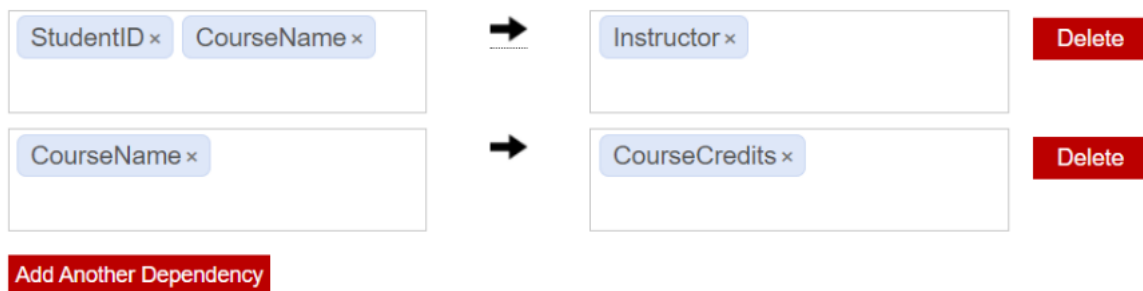 StudentID × CourseName × → Instructor × Delete
CourseName × → CourseCredits × Delete
Add Another Dependency